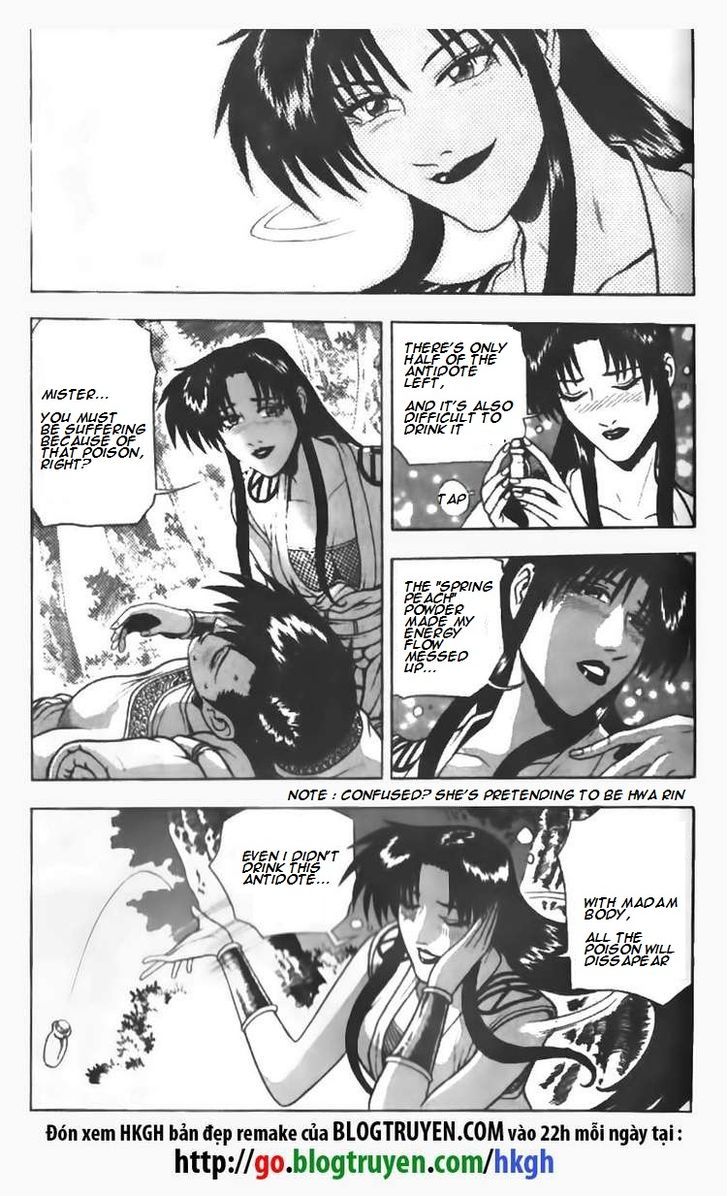 MISTER...
YOU MUST
BE SUFFERING
BECAUSE OF
THAT POISON,
RIGHT?
THERE'S ONLY
HALF OF THE
ANTIDOTE
LEFT,
AND IT'S ALSO
DIFFICULT TO
DRINK IT
TAP
THE "SPRING
PEACH"
POWDER
MADE MY
ENERGY
FLOW
MESSED
UP...
NOTE : CONFUSED? SHE'S PRETENDING TO BE HWA RIN
EVEN I DIDN'T
DRINK THIS
ANTIDOTE...
WITH MADAM
BODY,
ALL THE
POISON WILL
DISSAPEAR
Đón xem HKGH bản đẹp remake của BLOGTRUYEN.COM vào 22h mỗi ngày tại :
http://go.blogtruyen.com/hkgh